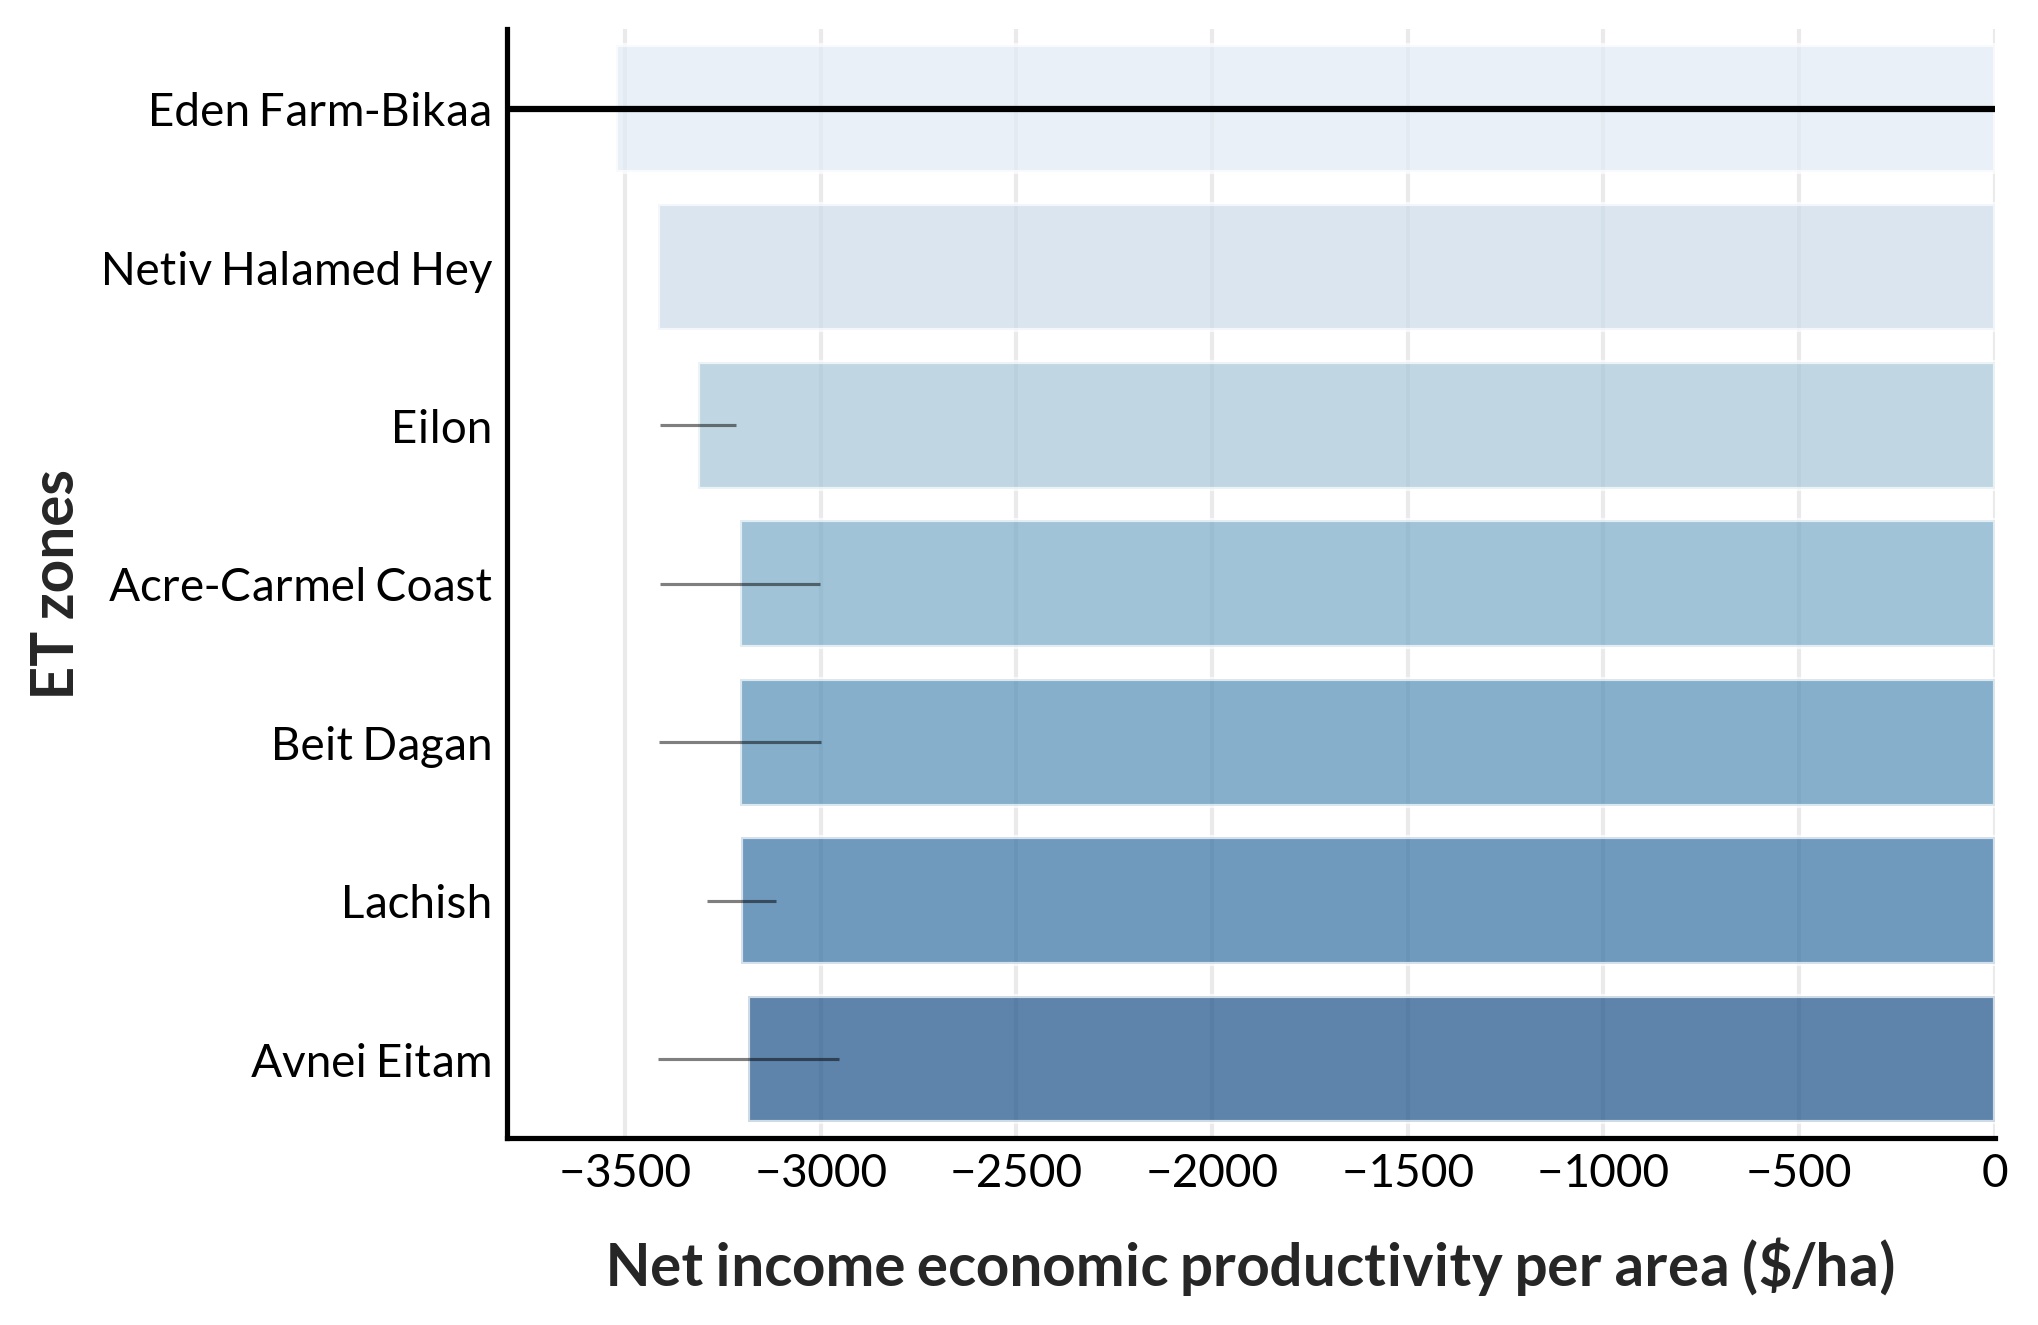 Eden Farm-Bikaa
Netiv Halamed Hey
Eilon
Acre-Carmel Coast
Beit Dagan
Lachish
Avnei Eitam
ET zones
−3500 −3000 −2500 −2000 −1500 −1000 −500 0
Net income economic productivity per area ($/ha)